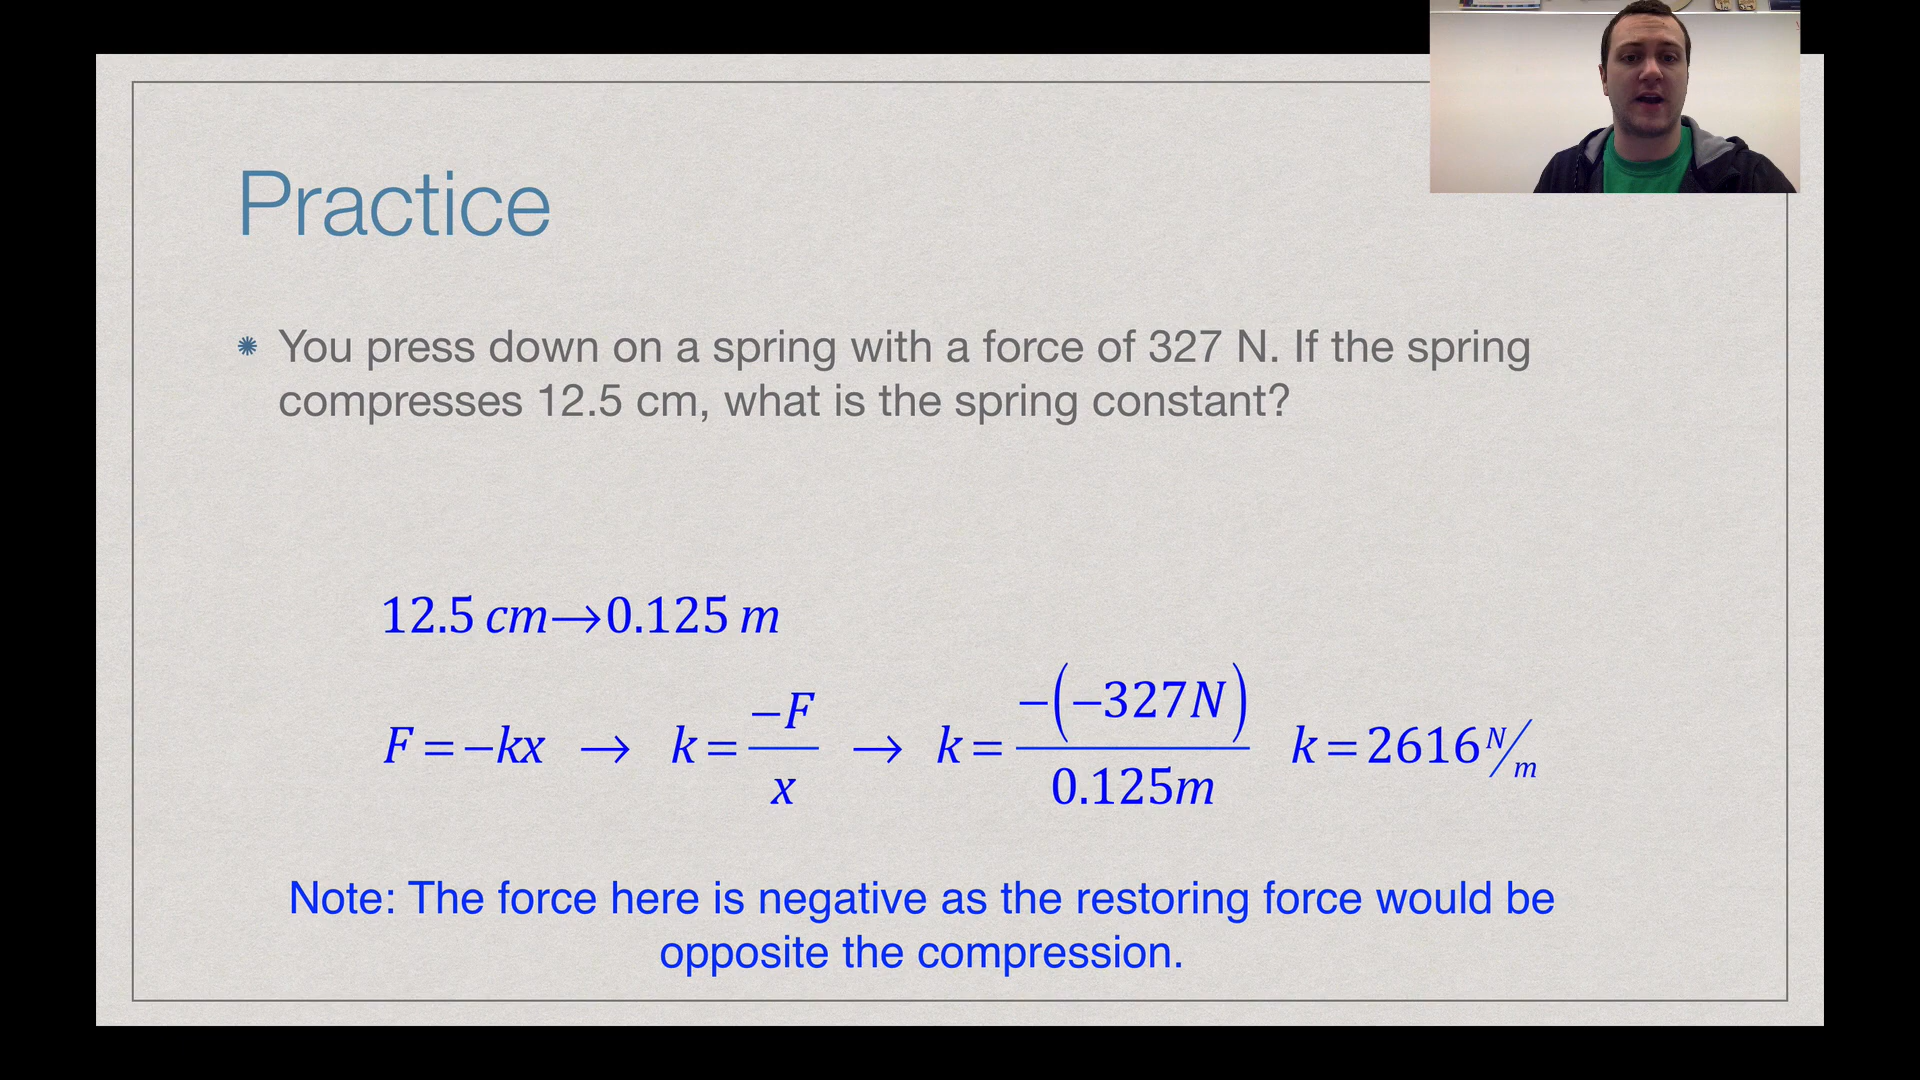 Practice
You press down on a spring with a force of 327 N. If the spring
compresses 12.5 cm, what is the spring constant?
12.5 cm→0.125 m
F = −kx → k = −F/x → k = −(−327N)/0.125m k = 2616 N/m
Note: The force here is negative as the restoring force would be
opposite the compression.